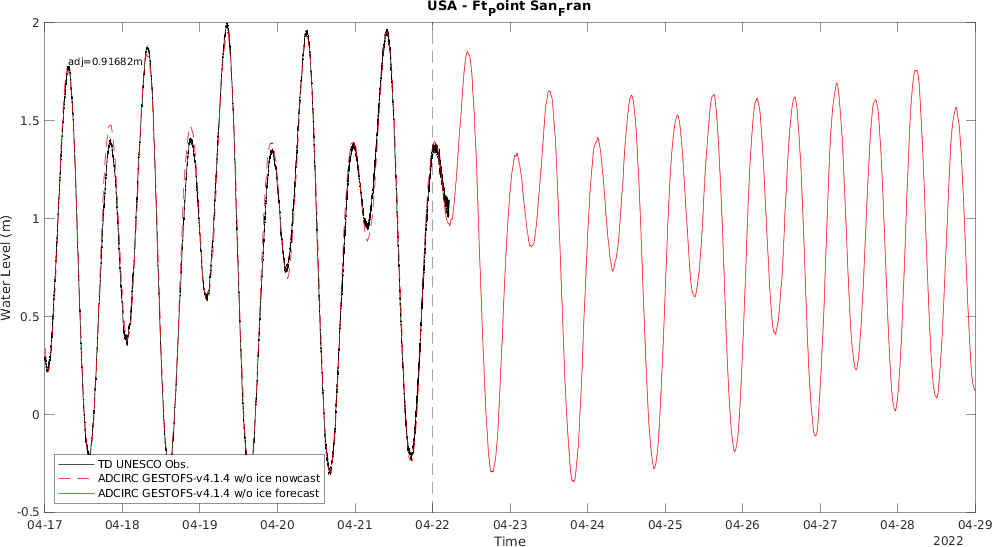 USA - Ft_Point San_Fran
adj=0.91682m
2
1.5
1
0.5
0
-0.5
Water Level (m)
TD UNESCO Obs.
ADCIRC GESTOFS-v4.1.4 w/o ice nowcast
ADCIRC GESTOFS-v4.1.4 w/o ice forecast
04-17 04-18 04-19 04-20 04-21 04-22 04-23 04-24 04-25 04-26 04-27 04-28 04-29
Time
2022